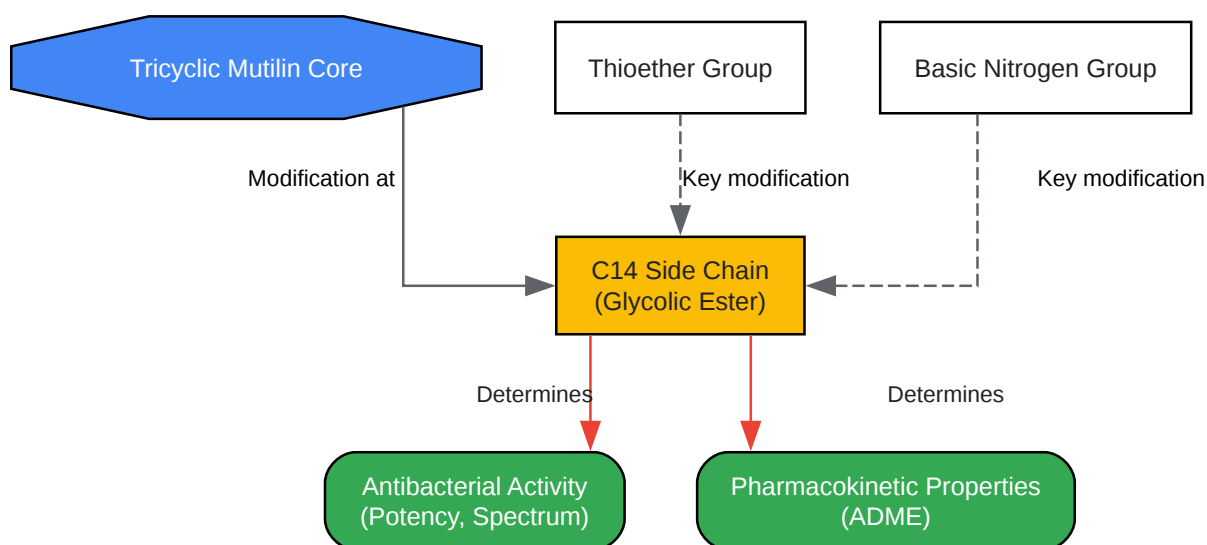 Tricyclic Mutilin Core
Thioether Group
Basic Nitrogen Group
Modification at
Key modification
Key modification
C14 Side Chain
(Glycolic Ester)
Determines
Determines
Antibacterial Activity
(Potency, Spectrum)
Pharmacokinetic Properties
(ADME)